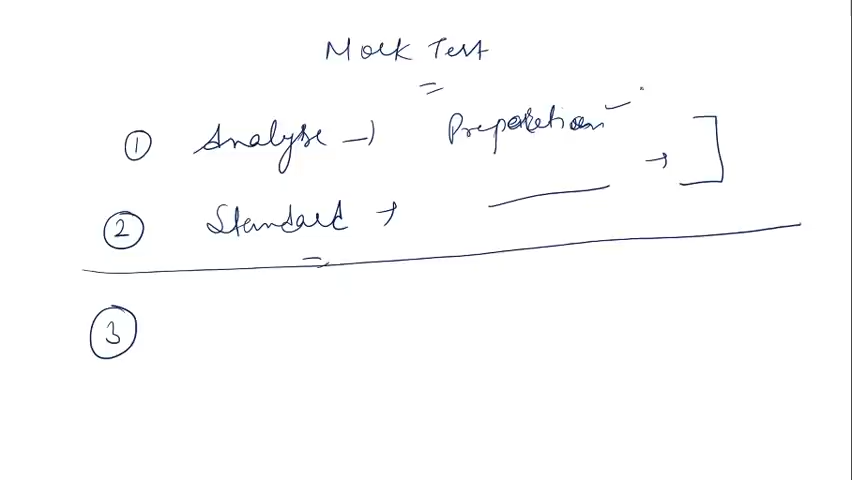 Mock Test
① Analyse → Preparation
② Standard →
③